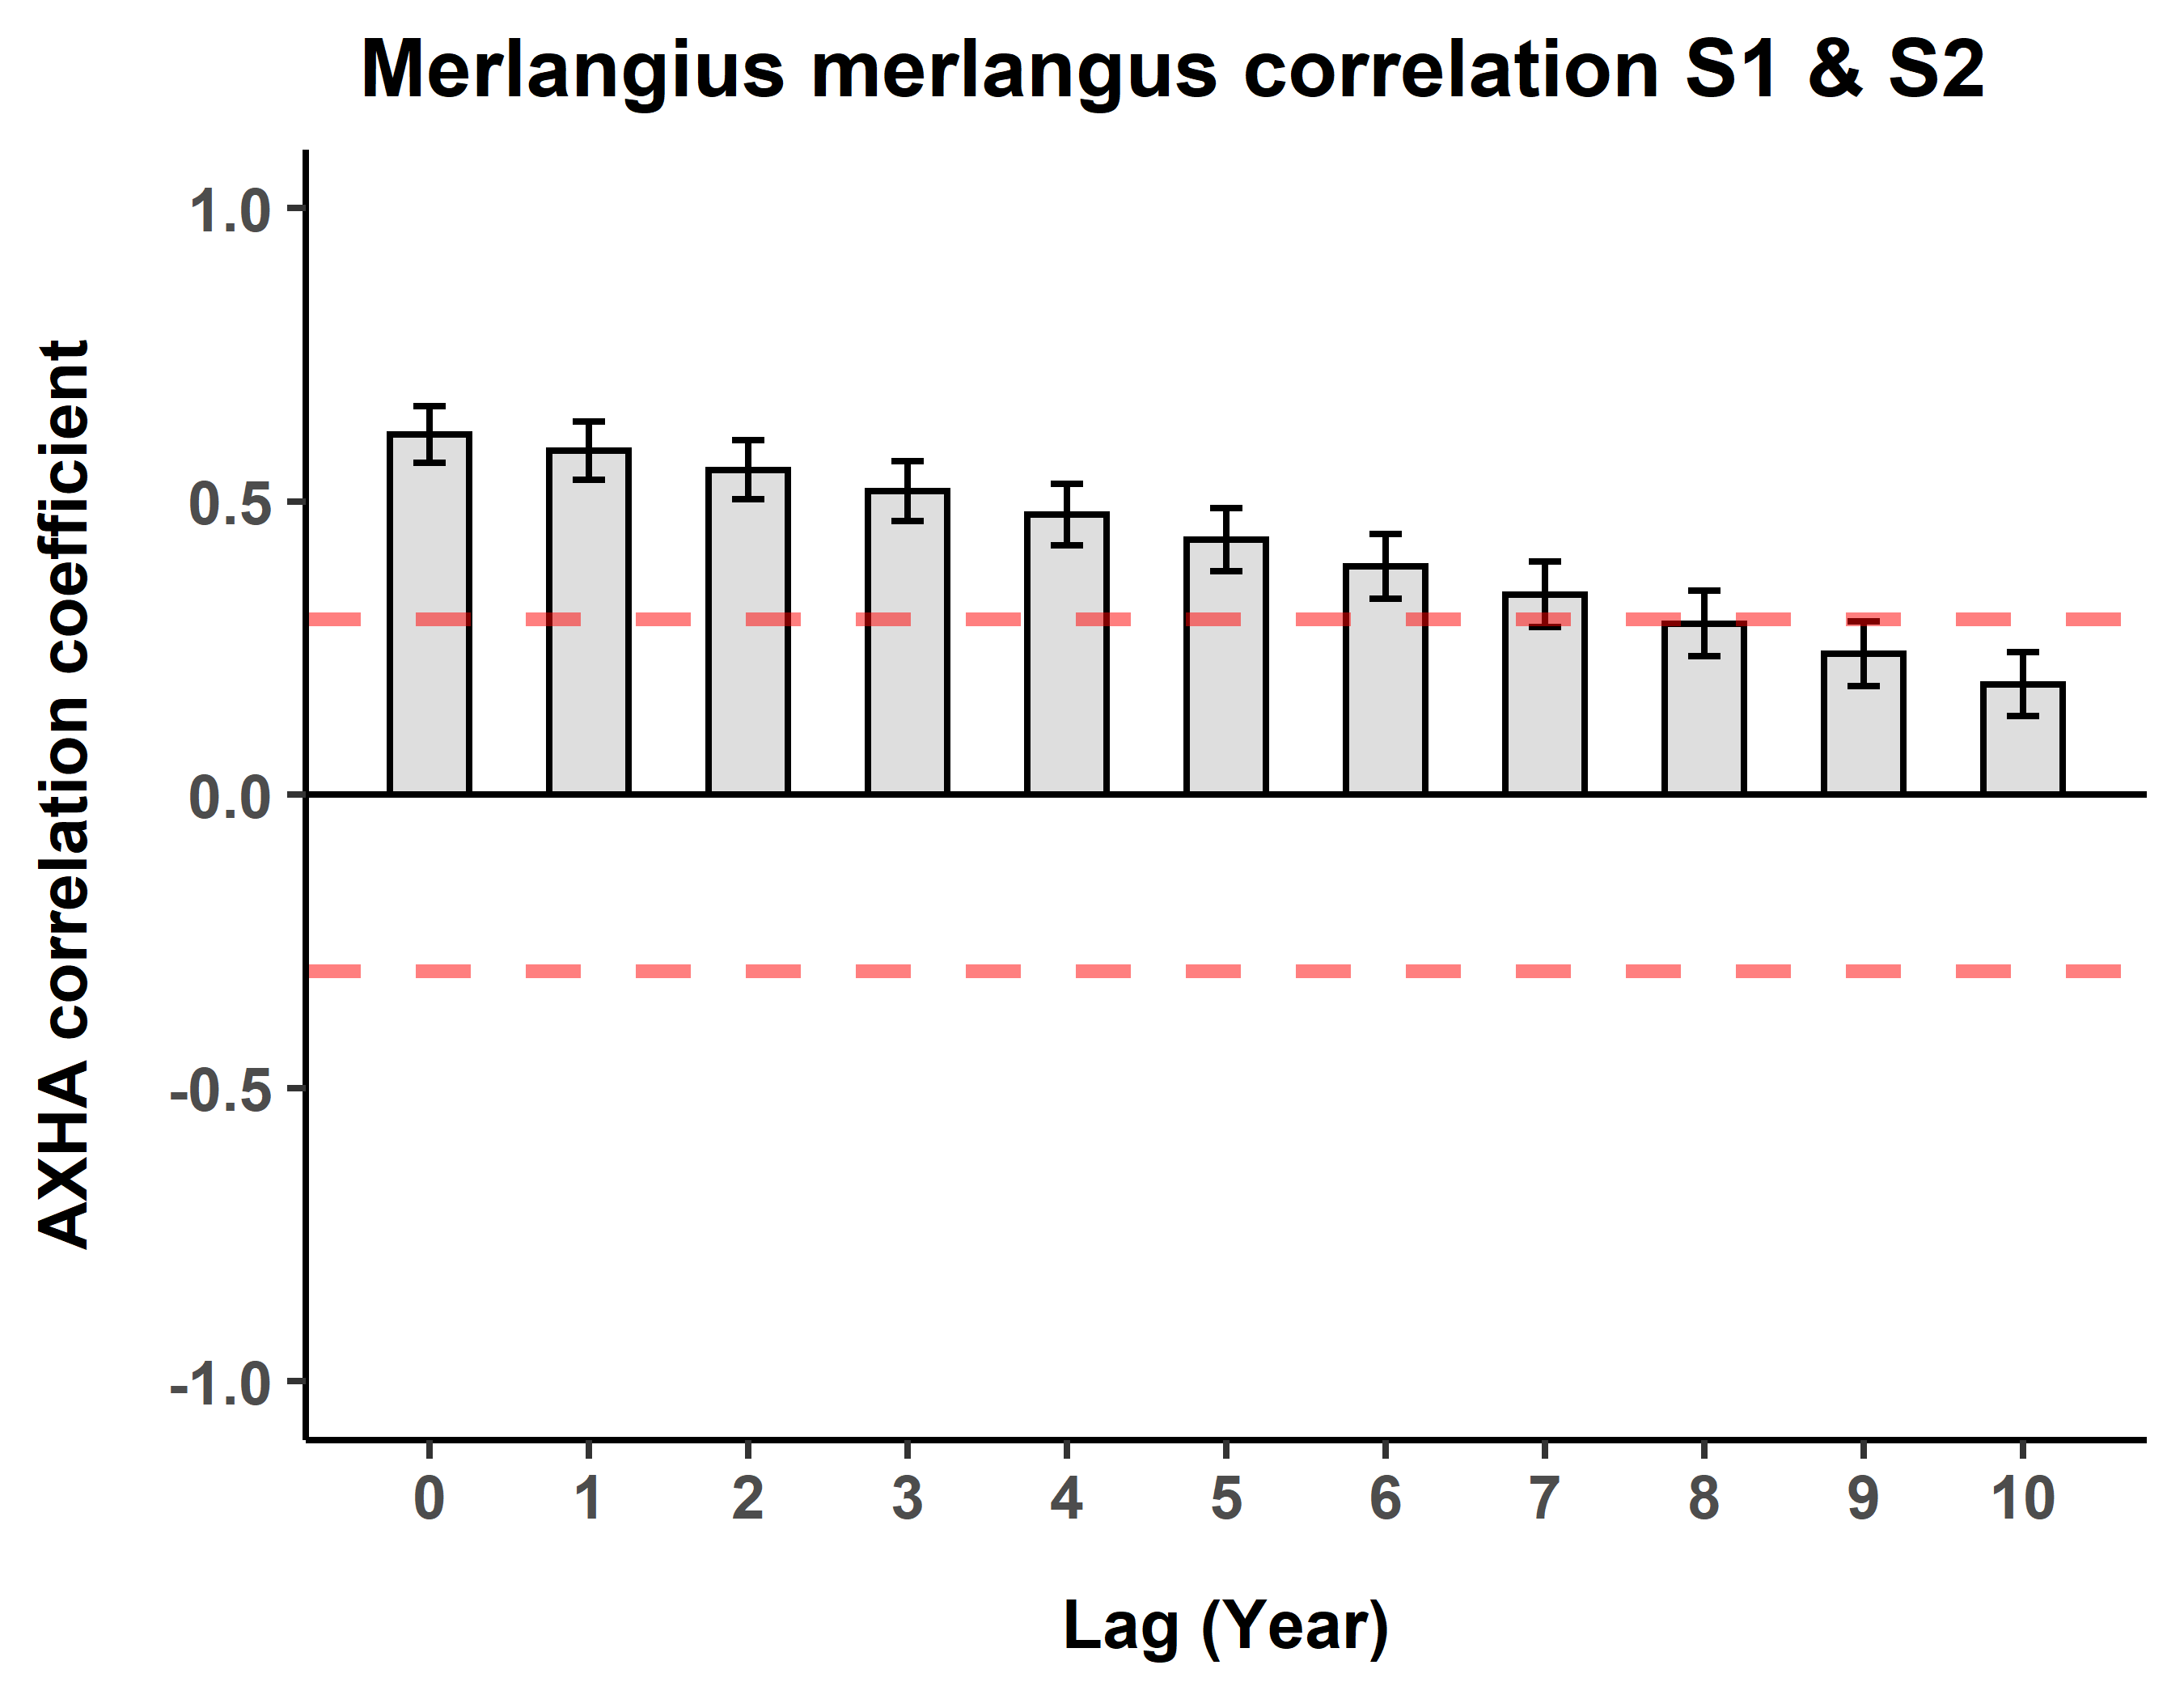 Merlangius merlangus correlation S1 & S2
AXHA correlation coefficient
1.0
0.5
0.0
-0.5
-1.0
0 1 2 3 4 5 6 7 8 9 10
Lag (Year)